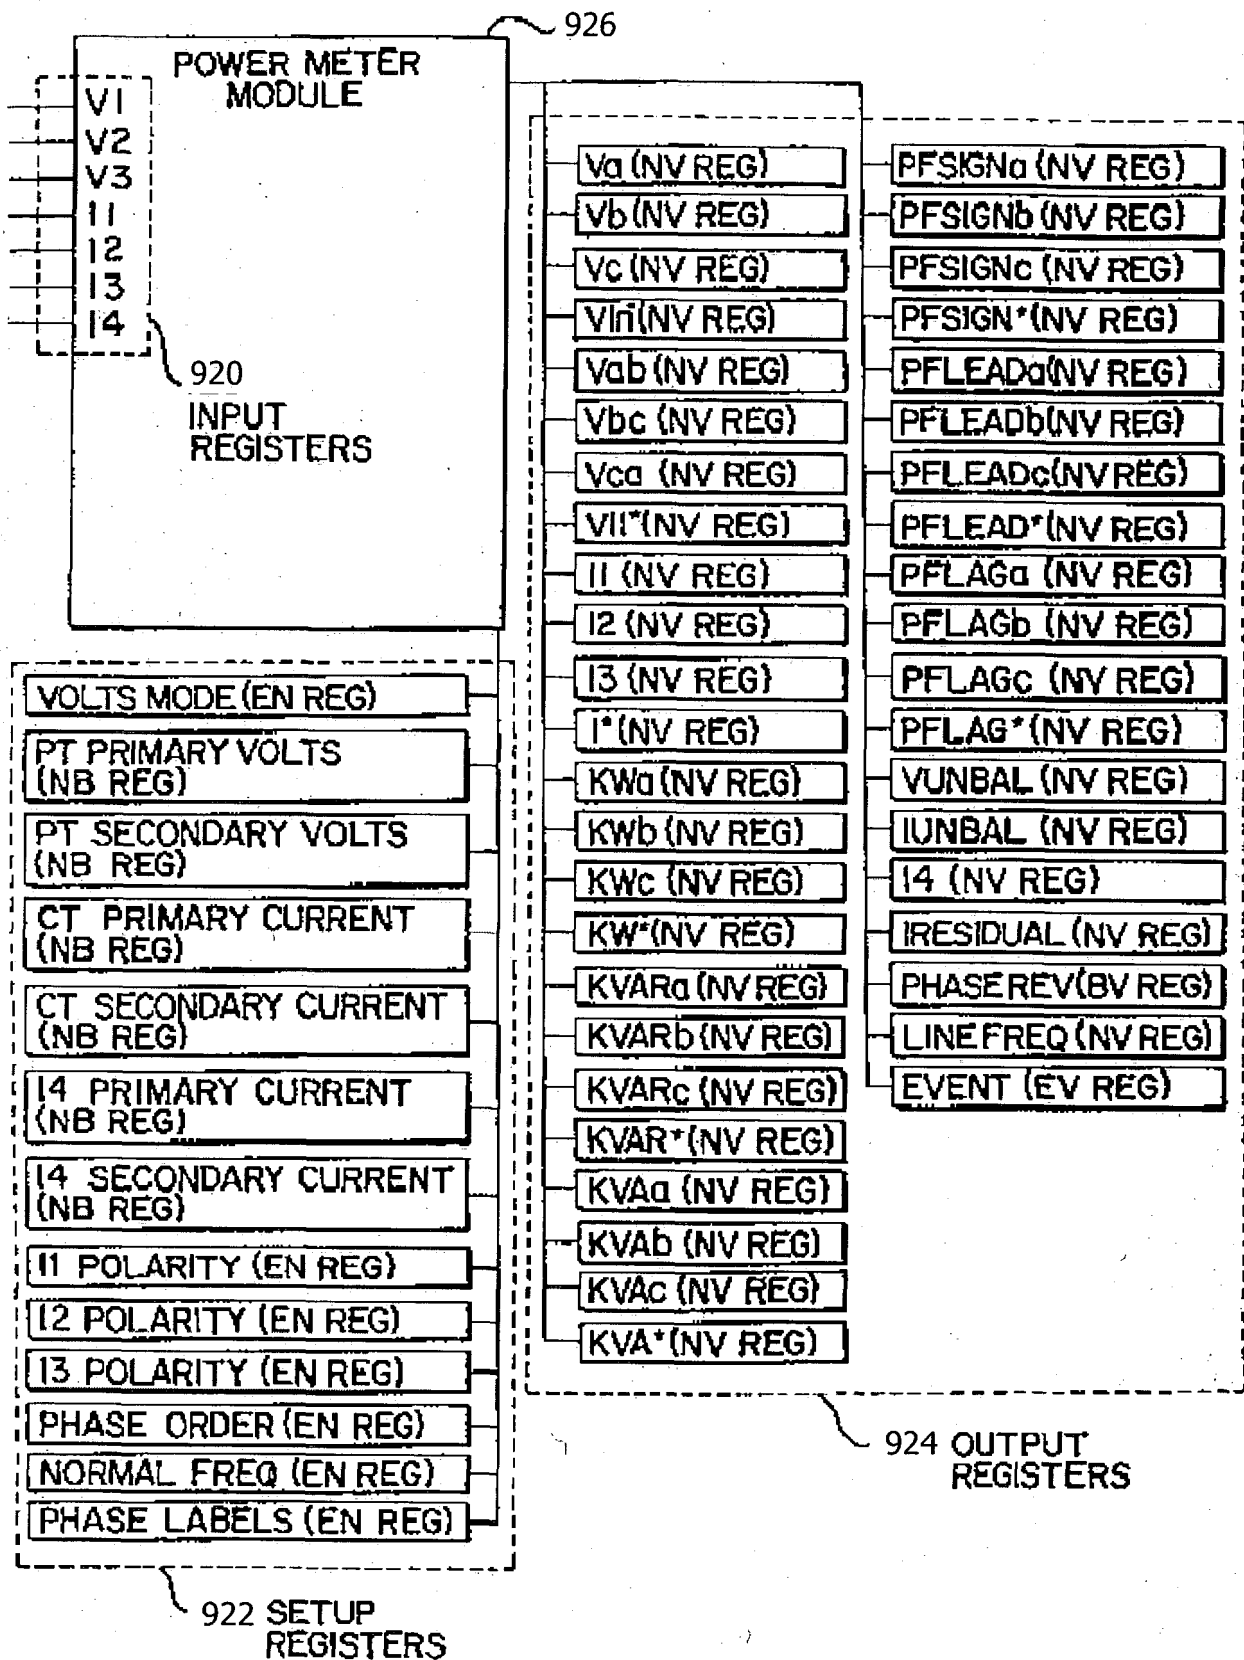 926
POWER METER
MODULE
V1
V2
V3
I1
I2
I3
I4
920
INPUT
REGISTERS
VOLTS MODE (EN REG)
PT PRIMARY VOLTS
(NB REG)
PT SECONDARY VOLTS
(NB REG)
CT PRIMARY CURRENT
(NB REG)
CT SECONDARY CURRENT
(NB REG)
I4 PRIMARY CURRENT
(NB REG)
I4 SECONDARY CURRENT
(NB REG)
I1 POLARITY (EN REG)
I2 POLARITY (EN REG)
I3 POLARITY (EN REG)
PHASE ORDER (EN REG)
NORMAL FREQ (EN REG)
PHASE LABELS (EN REG)
922 SETUP
REGISTERS
Va (NV REG)
Vb (NV REG)
Vc (NV REG)
(NV REG)
Vab (NV REG)
Vbc (NV REG)
Vca (NV REG)
Vll* (NV REG)
I1 (NV REG)
I2 (NV REG)
I3 (NV REG)
I* (NV REG)
KWa (NV REG)
KWb (NV REG)
KWc (NV REG)
KW* (NV REG)
KVARa (NV REG)
KVARb (NV REG)
KVARc (NV REG)
KVAR* (NV REG)
KVAa (NV REG)
KVAb (NV REG)
KVAc (NV REG)
KVA* (NV REG)
PFSIGNa (NV REG)
PFSIGNb (NV REG)
PFSIGNc (NV REG)
PFSIGN* (NV REG)
PFLEADa (NV REG)
PFLEADb (NV REG)
PFLEADc (NV REG)
PFLEAD* (NV REG)
PFLAGa (NV REG)
PFLAGb (NV REG)
PFLAGc (NV REG)
PFLAG* (NV REG)
VUNBAL (NV REG)
IUNBAL (NV REG)
I4 (NV REG)
IRESIDUAL (NV REG)
PHASE REV (BV REG)
LINE FREQ (NV REG)
EVENT (EV REG)
924 OUTPUT
REGISTERS